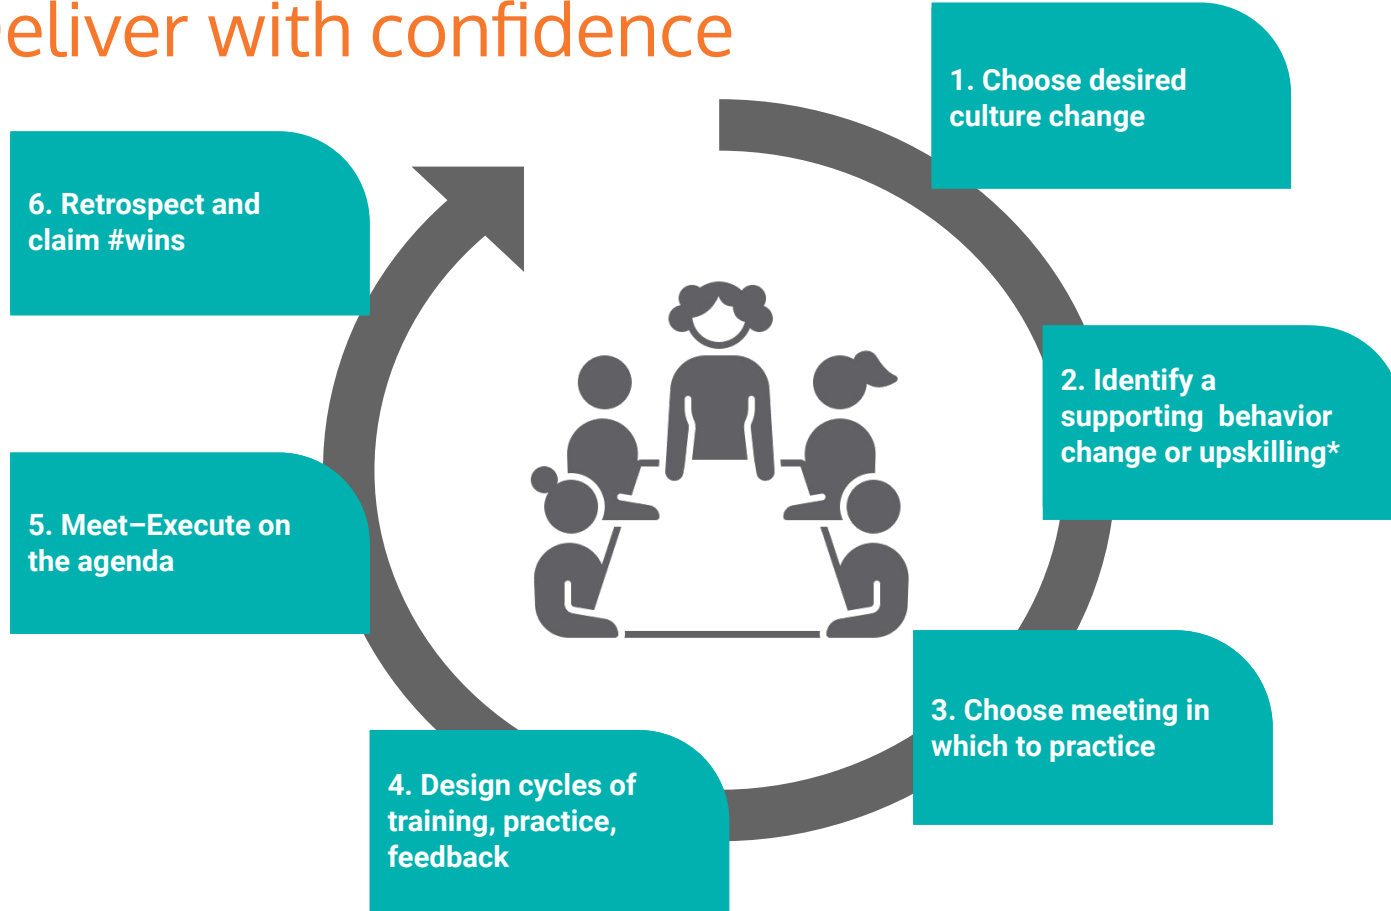 eliver with confidence
1. Choose desired
culture change
2. Identify a
supporting  behavior
change or upskilling*
3. Choose meeting in
which to practice
4. Design cycles of
training, practice,
feedback
5. Meet–Execute on
the agenda
6. Retrospect and
claim #wins